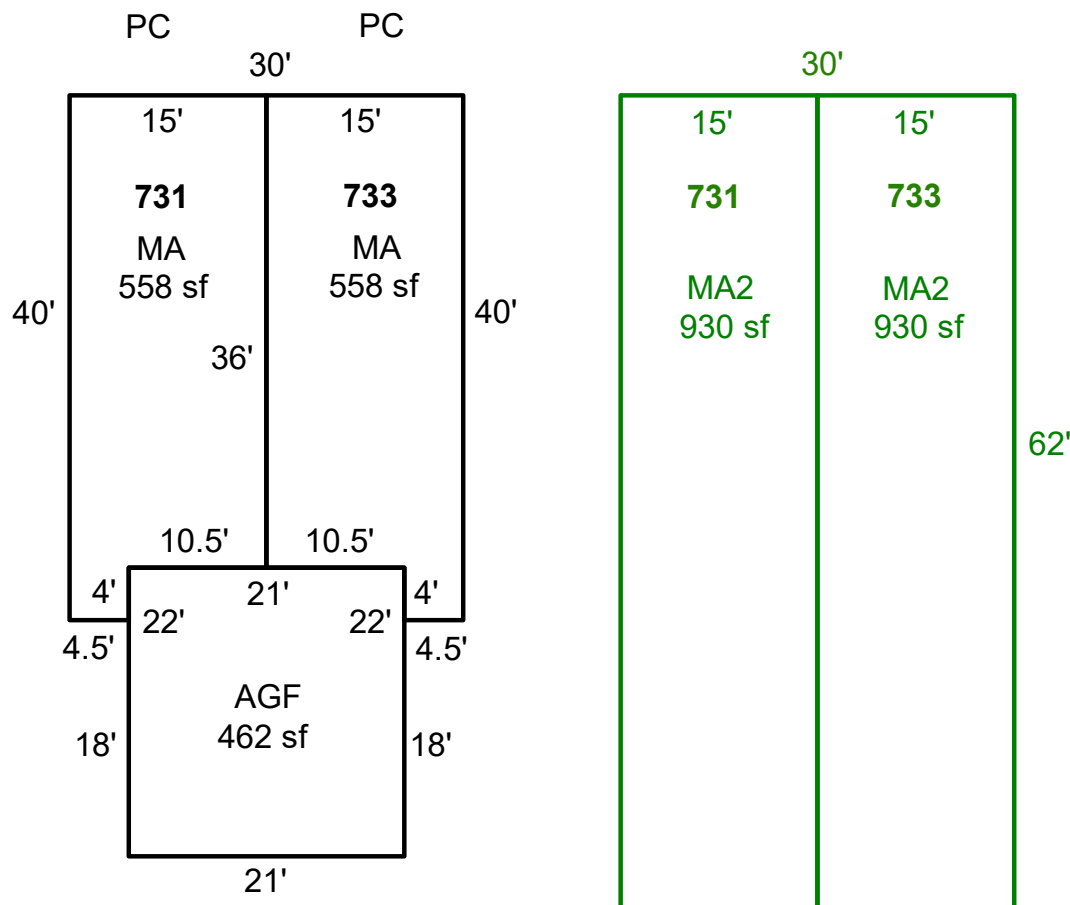 PC PC
30' 30'
15' 15' 15' 15'
731 733 731 733
MA MA
558 sf 558 sf
MA2 MA2
930 sf 930 sf
40' 40'
36'
62'
10.5' 10.5'
4' 21' 4'
22' 22'
4.5' 4.5'
AGF
462 sf
18' 18'
21'